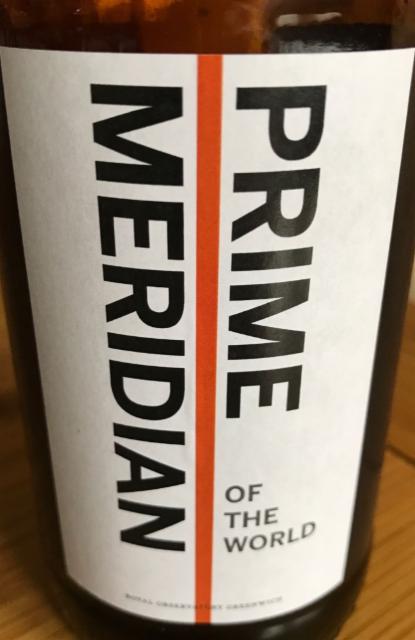 PRIME
MERIDIAN
OF
THE
WORLD
ROYAL OBSERVATORY GREENWICH